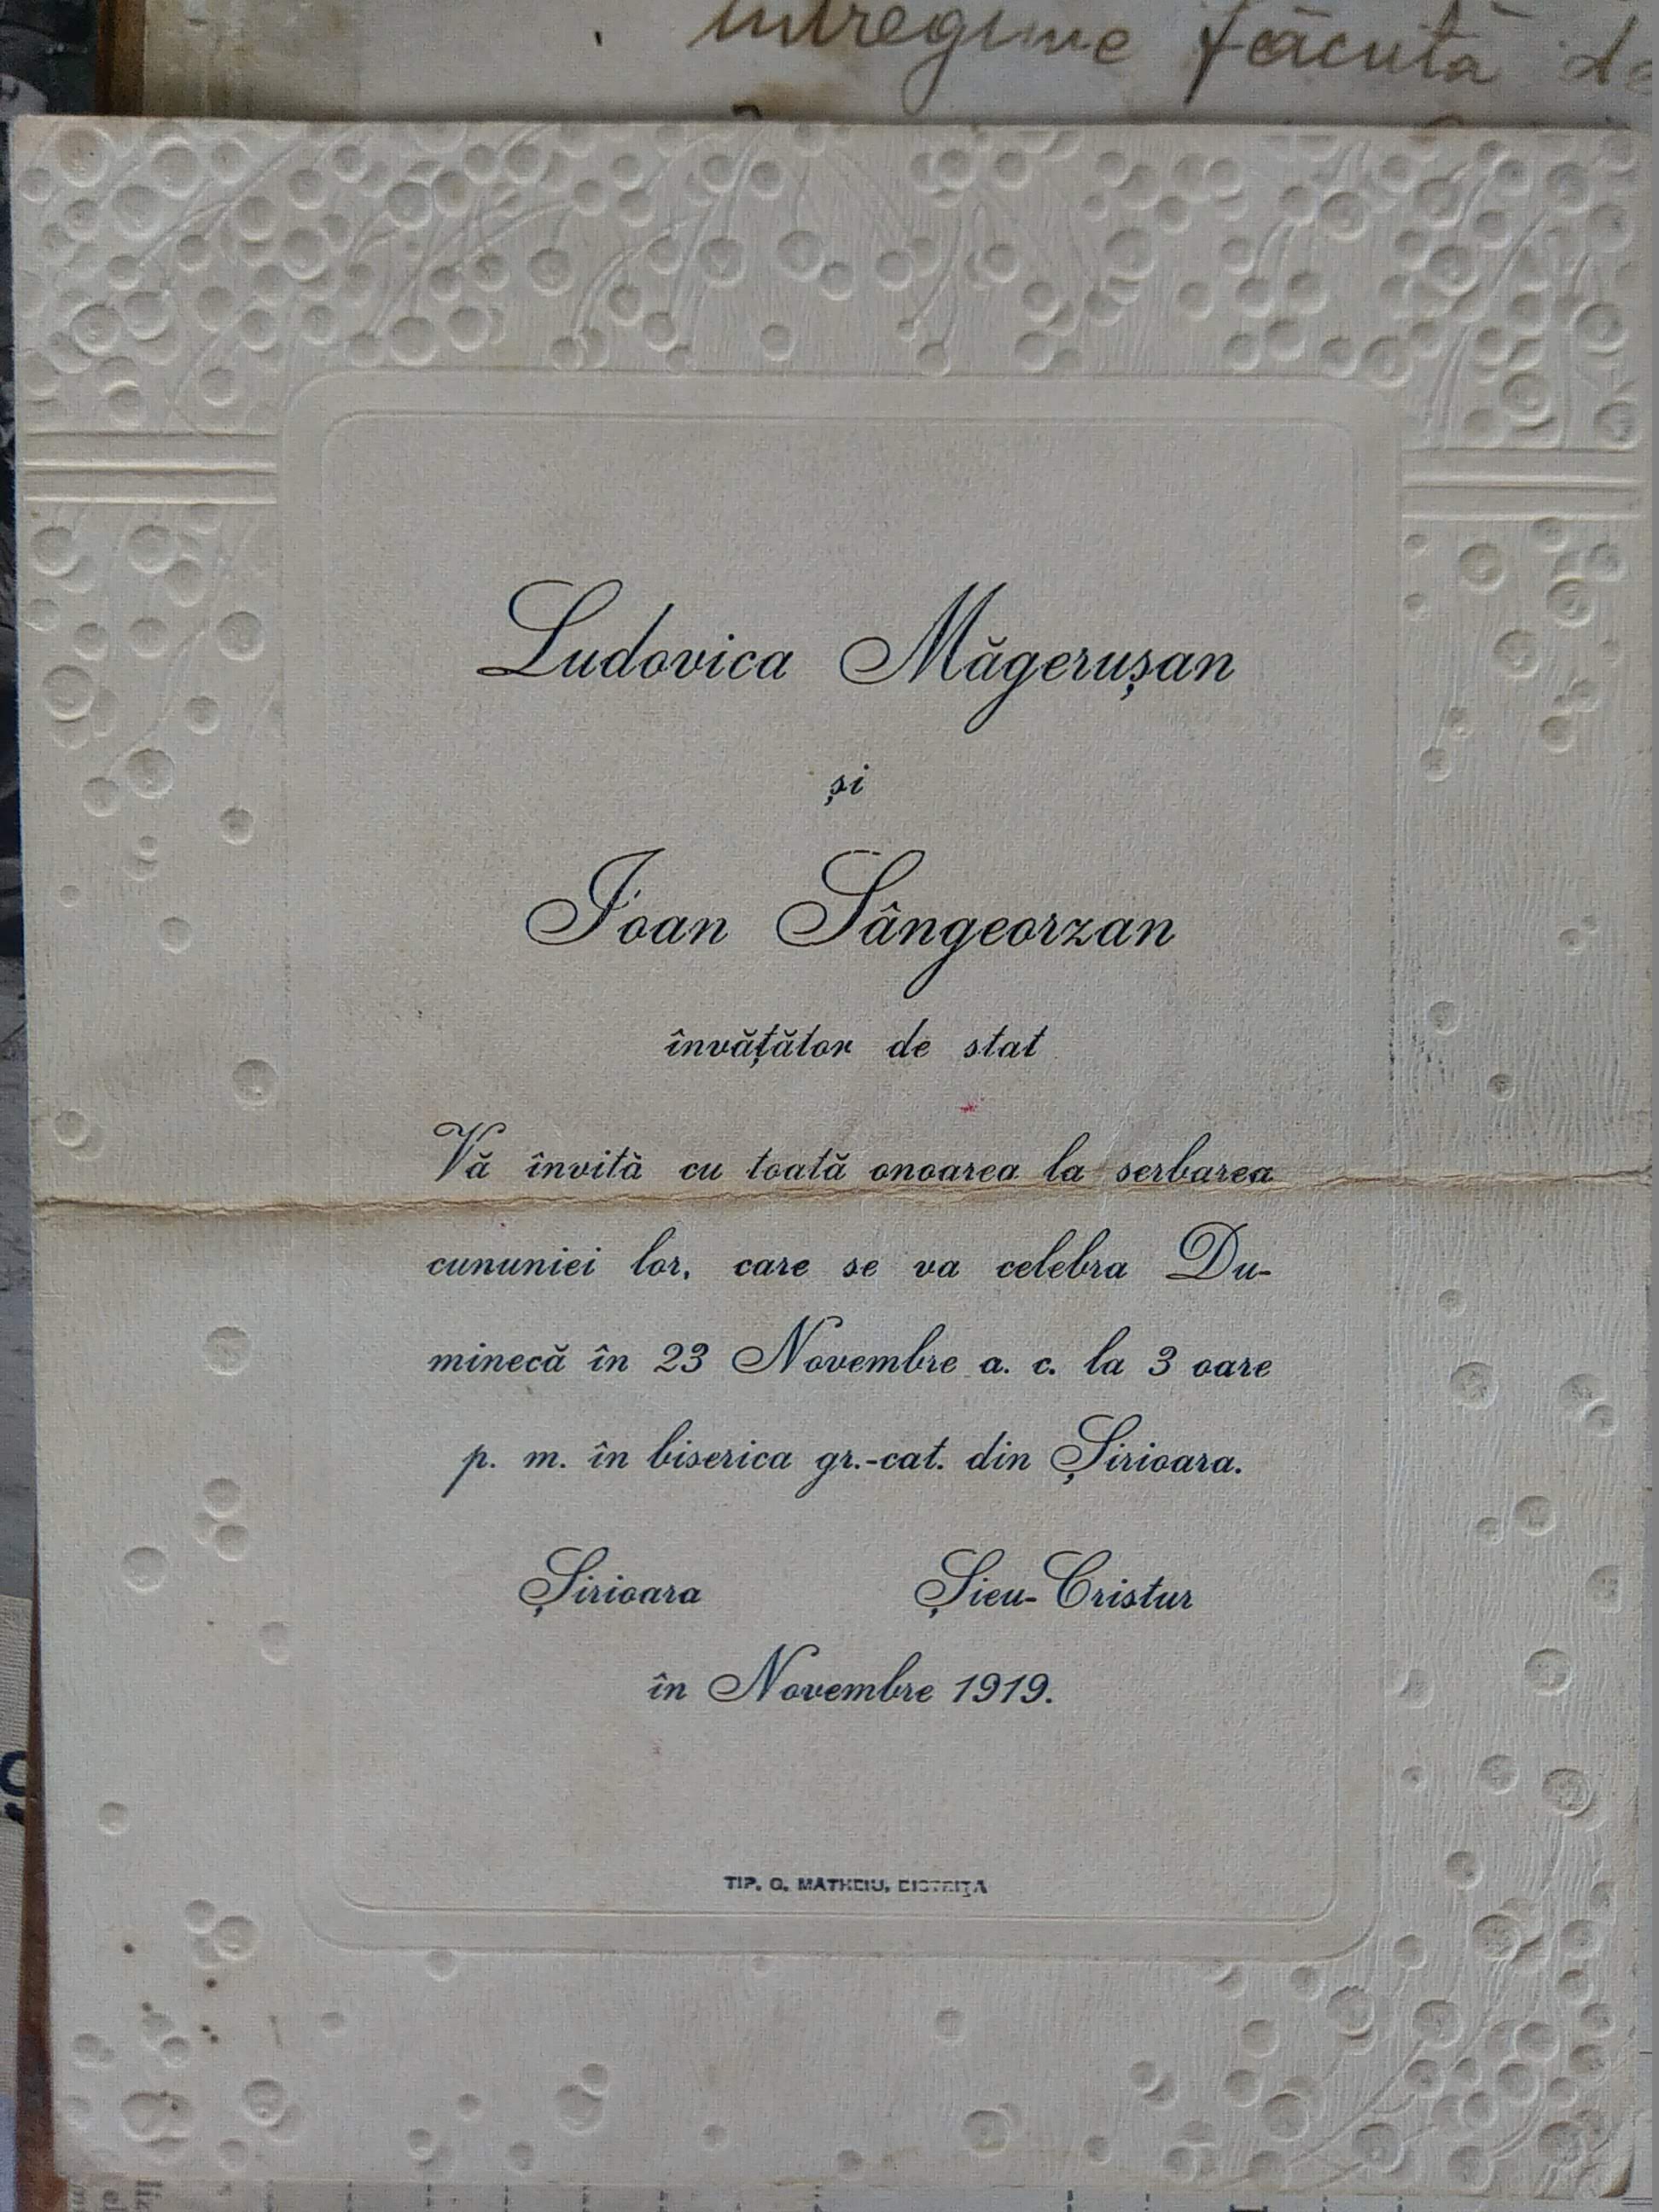 întregime făcută de
Ludovica Măgerușan
și
Ioan Sângeorzan
învățător de stat
Vă învită cu toată onoarea la serbarea
cununiei lor, care se va celebra Du-
minecă în 23 Novembre a. c. la 3 oare
p. m. în biserica gr.-cat. din Șirioara.
Șirioara Șieu-Cristur
în Novembre 1919.
TIP. G. MATHEIU, BISTRIȚA